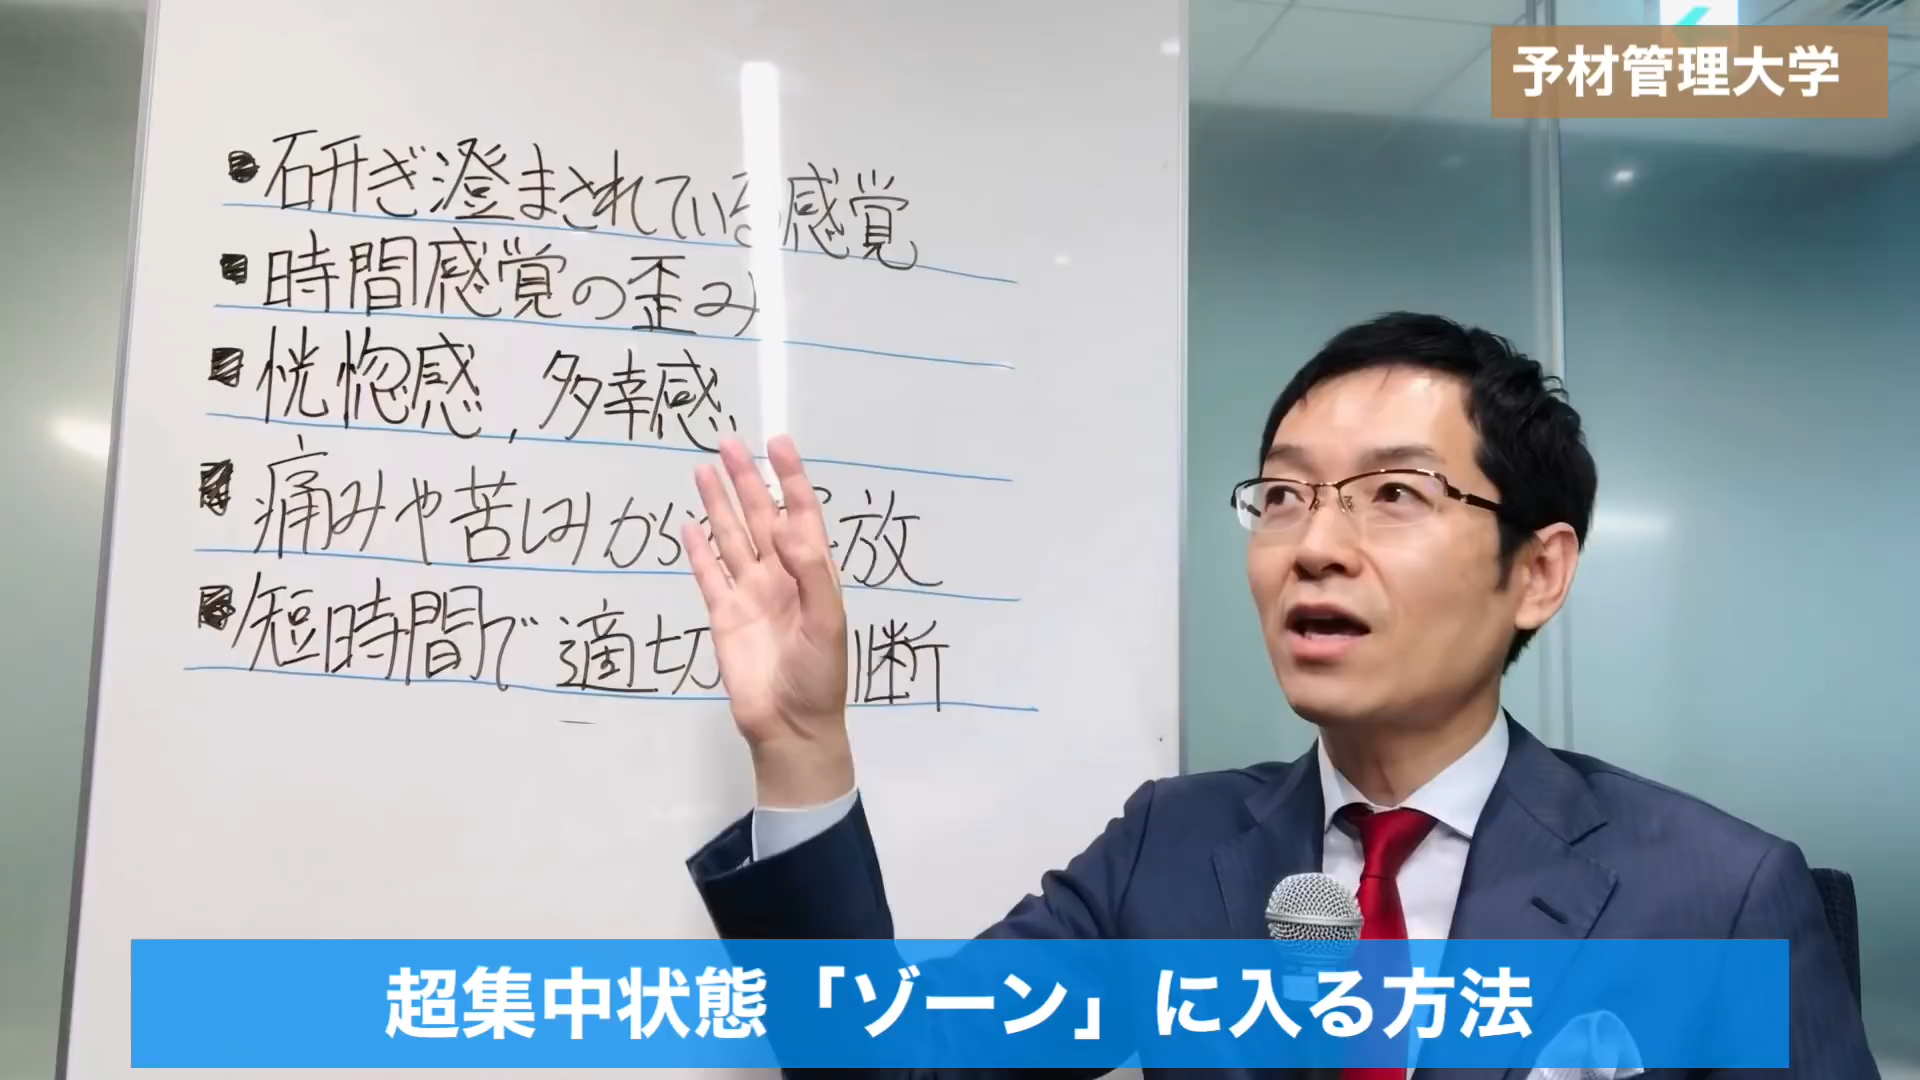 予材管理大学
研ぎ澄まされている感覚
時間感覚の歪み
恍惚感,多幸感
痛みや苦しみから 放
短時間で適切 断
超集中状態「ゾーン」に入る方法